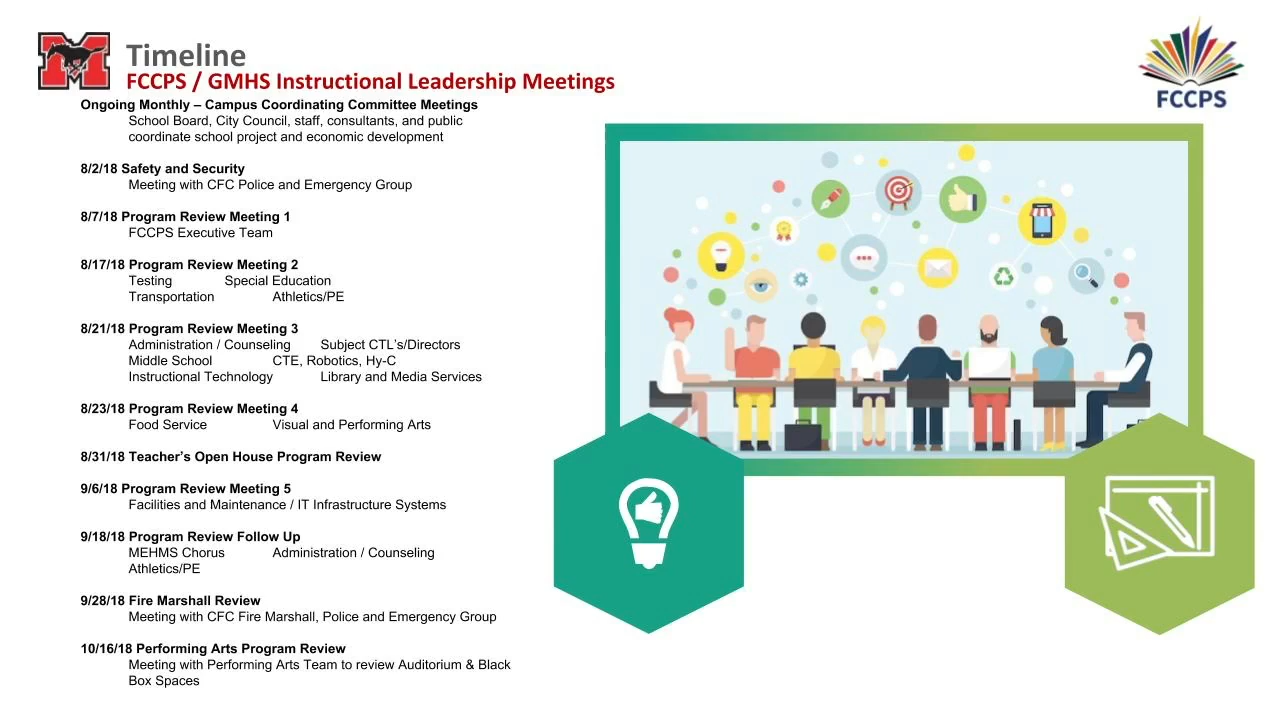 Timeline
FCCPS / GMHS Instructional Leadership Meetings
FCCPS
Ongoing Monthly – Campus Coordinating Committee Meetings
School Board, City Council, staff, consultants, and public
coordinate school project and economic development
8/2/18 Safety and Security
Meeting with CFC Police and Emergency Group
8/7/18 Program Review Meeting 1
FCCPS Executive Team
8/17/18 Program Review Meeting 2
Testing Special Education
Transportation Athletics/PE
8/21/18 Program Review Meeting 3
Administration / Counseling Subject CTL's/Directors
Middle School CTE, Robotics, Hy-C
Instructional Technology Library and Media Services
8/23/18 Program Review Meeting 4
Food Service Visual and Performing Arts
8/31/18 Teacher's Open House Program Review
9/6/18 Program Review Meeting 5
Facilities and Maintenance / IT Infrastructure Systems
9/18/18 Program Review Follow Up
MEHMS Chorus Administration / Counseling
Athletics/PE
9/28/18 Fire Marshall Review
Meeting with CFC Fire Marshall, Police and Emergency Group
10/16/18 Performing Arts Program Review
Meeting with Performing Arts Team to review Auditorium & Black
Box Spaces